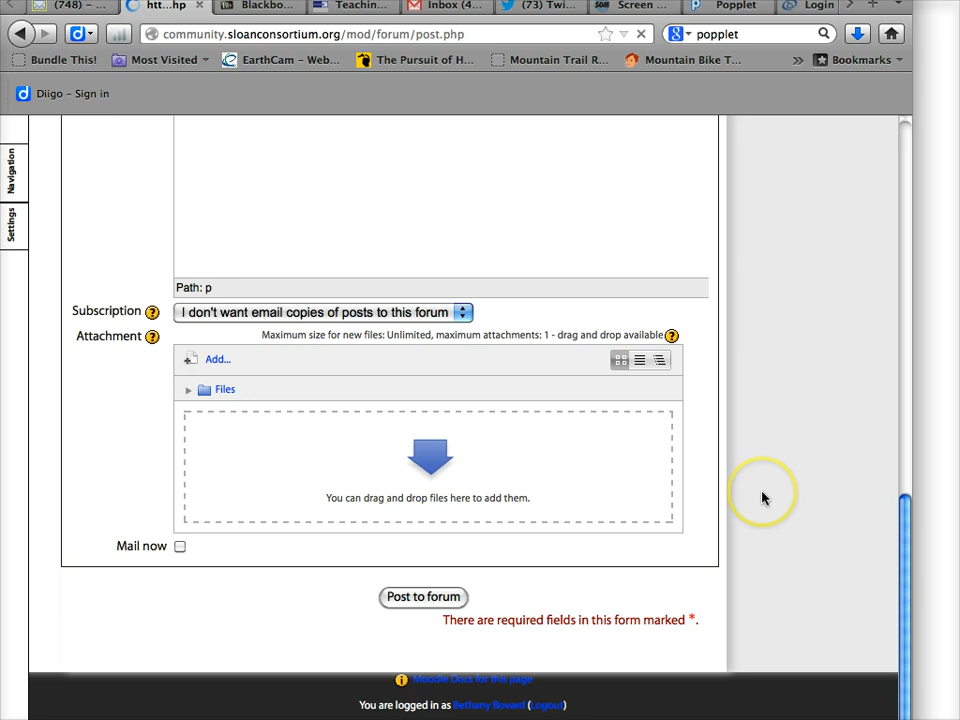 (748) – ... htt...hp Blackbo... Teachin... Inbox (4... (73) Twi... Screen ... Popplet Login
d community.sloanconsortium.org/mod/forum/post.php g popplet
Bundle This! Most Visited EarthCam – Web... The Pursuit of H... Mountain Trail R... Mountain Bike T... » Bookmarks
d Diigo – Sign in
Navigation
Settings
Path: p
Subscription ? I don't want email copies of posts to this forum
Attachment ? Maximum size for new files: Unlimited, maximum attachments: 1 - drag and drop available ?
Add...
Files
You can drag and drop files here to add them.
Mail now
Post to forum
There are required fields in this form marked *.
i Moodle Docs for this page
You are logged in as Bethany Bovard (Logout)